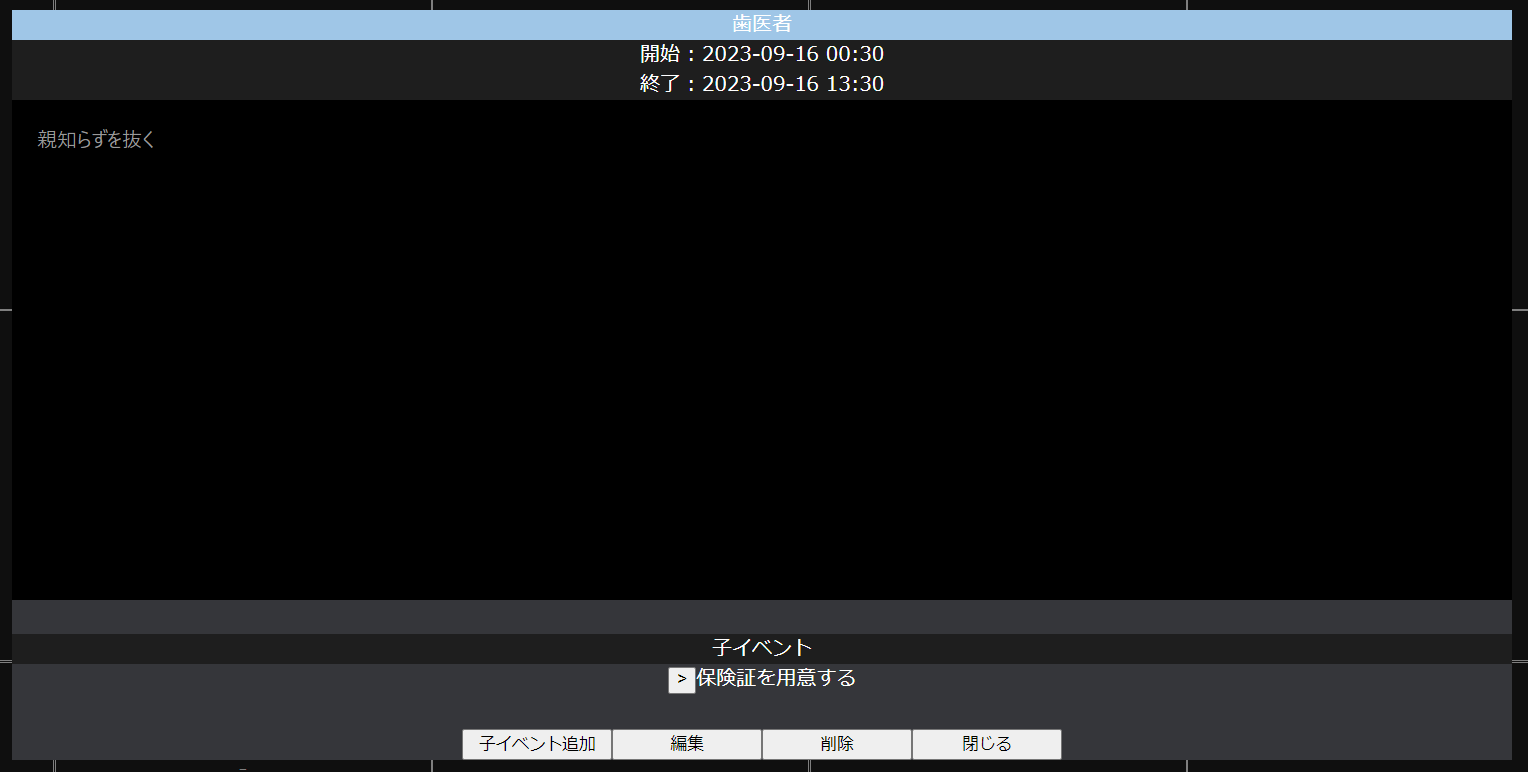 歯医者
開始：2023-09-16 00:30
終了：2023-09-16 13:30
親知らずを抜く
子イベント
> 保険証を用意する
子イベント追加 編集 削除 閉じる